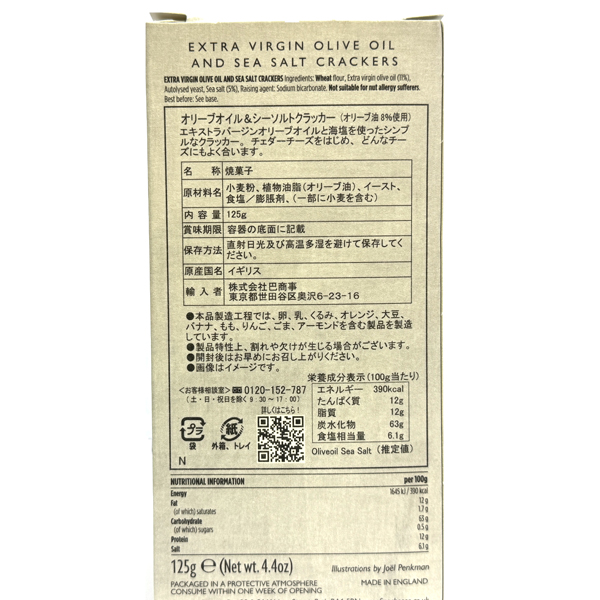 EXTRA VIRGIN OLIVE OIL
AND SEA SALT CRACKERS
EXTRA VIRGIN OLIVE OIL AND SEA SALT CRACKERS Ingredients: Wheat flour, Extra virgin olive oil (11%),
Autolysed yeast, Sea salt (5%), Raising agent: Sodium bicarbonate. Not suitable for nut allergy sufferers.
Best before: See base.
オリーブオイル&シーソルトクラッカー (オリーブ油8%使用)
エキストラバージンオリーブオイルと海塩を使ったシンプ
ルなクラッカー。チェダーチーズをはじめ、どんなチー
ズにもよく合います。
名 称 焼菓子
原材料名 小麦粉、植物油脂(オリーブ油)、イースト、
食塩/膨脹剤、(一部に小麦を含む)
内容量 125g
賞味期限 容器の底面に記載
保存方法 直射日光及び高温多湿を避けて保存してく
ださい。
原産国名 イギリス
輸入者 株式会社巴商事
東京都世田谷区奥沢6-23-16
●本品製造工程では、卵、乳、くるみ、オレンジ、大豆、
バナナ、もも、りんご、ごま、アーモンドを含む製品を製造
しています。
●製品特性上、割れや欠けが生じる場合がございます。
●開封後はお早めにお召し上がりください。
●画像はイメージです。
<お客様相談室> 0120-152-787
(土・日・祝日を除く9:30~17:00)
詳しくはこちら!
プラ
袋
紙
外箱、トレイ
N
栄養成分表示(100g当たり)
エネルギー 390kcal
たんぱく質 12g
脂質 12g
炭水化物 63g
食塩相当量 6.1g
Oliveoil Sea Salt (推定値)
NUTRITIONAL INFORMATION per 100g
Energy 1645 kJ / 390 kcal
Fat 12 g
(of which) saturates 1.7 g
Carbohydrate 63 g
(of which) sugars 0.5 g
Protein 12 g
Salt 6.1g
125g ℮ (Net wt. 4.4oz)
Illustrations by Joël Penkman
PACKAGED IN A PROTECTIVE ATMOSPHERE
CONSUME WITHIN ONE WEEK OF OPENING
MADE IN ENGLAND